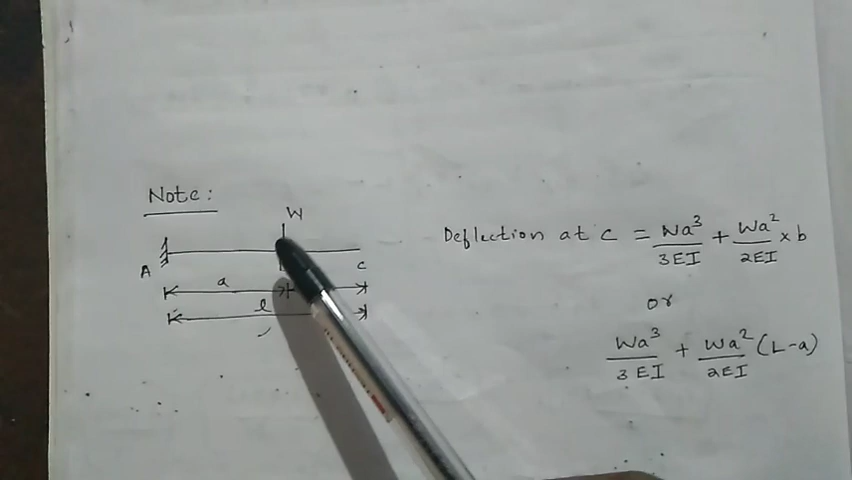 Note:
W
A
C
a
l
Deflection at C = Wa³/3EI + Wa²/2EI × b
or
Wa³/3EI + Wa²/2EI (L-a)